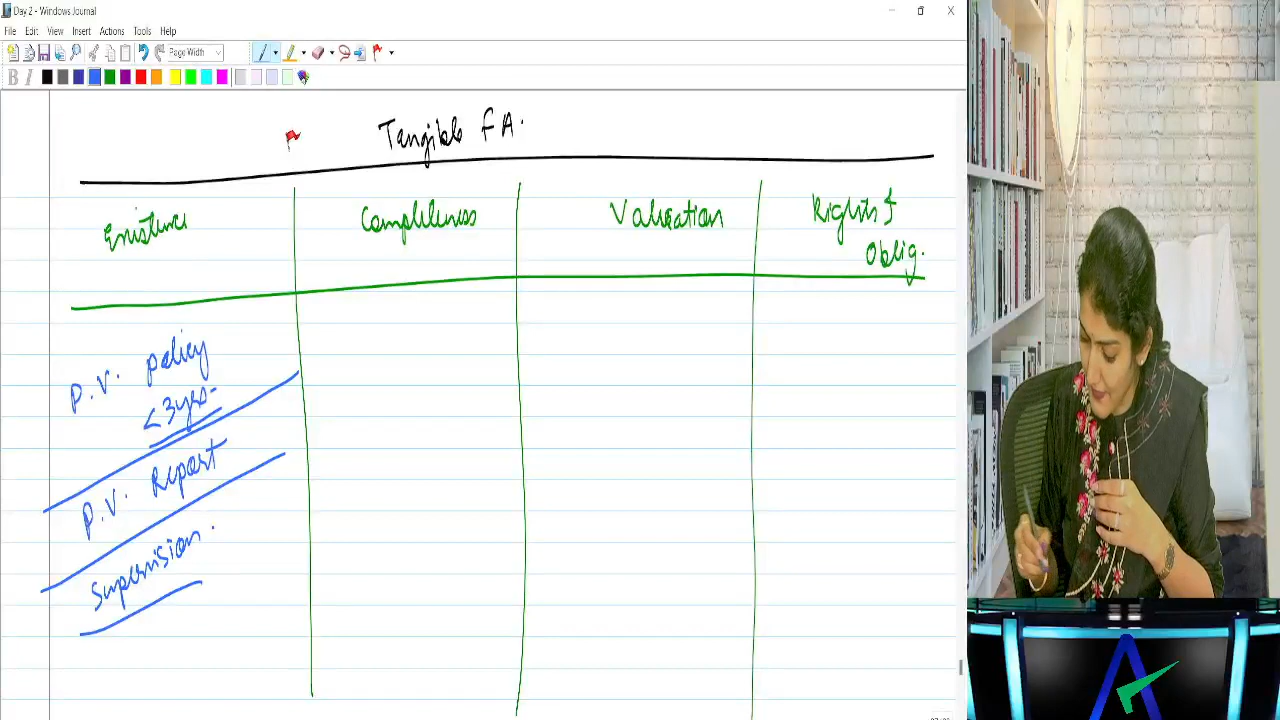 Day 2 - Windows Journal
File Edit View Insert Actions Tools Help
Page Width
B I
Tangible FA.
Existence
Completeness
Valuation
Rights &
Oblig.
P.V. policy
<3yrs-
P.V. Report
Supervision.